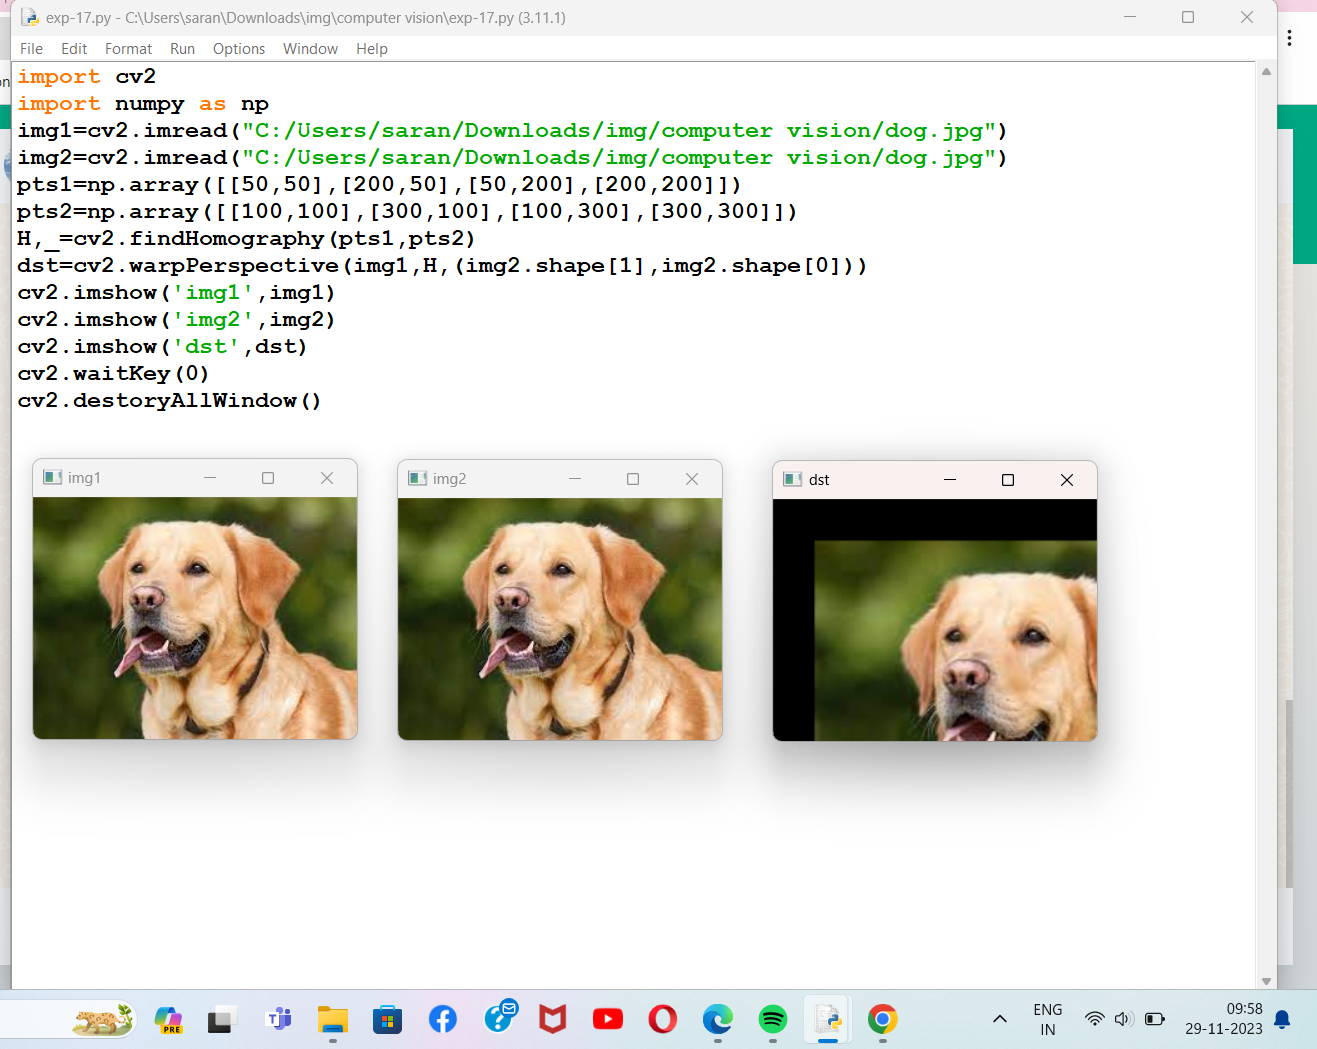 exp-17.py - C:\Users\saran\Downloads\img\computer vision\exp-17.py (3.11.1)
File Edit Format Run Options Window Help
on
import cv2
import numpy as np
img1=cv2.imread("C:/Users/saran/Downloads/img/computer vision/dog.jpg")
img2=cv2.imread("C:/Users/saran/Downloads/img/computer vision/dog.jpg")
pts1=np.array([[50,50],[200,50],[50,200],[200,200]])
pts2=np.array([[100,100],[300,100],[100,300],[300,300]])
H,_=cv2.findHomography(pts1,pts2)
dst=cv2.warpPerspective(img1,H,(img2.shape[1],img2.shape[0]))
cv2.imshow('img1',img1)
cv2.imshow('img2',img2)
cv2.imshow('dst',dst)
cv2.waitKey(0)
cv2.destoryAllWindow()
img1
img2
dst
PRE
ENG
IN
09:58
29-11-2023